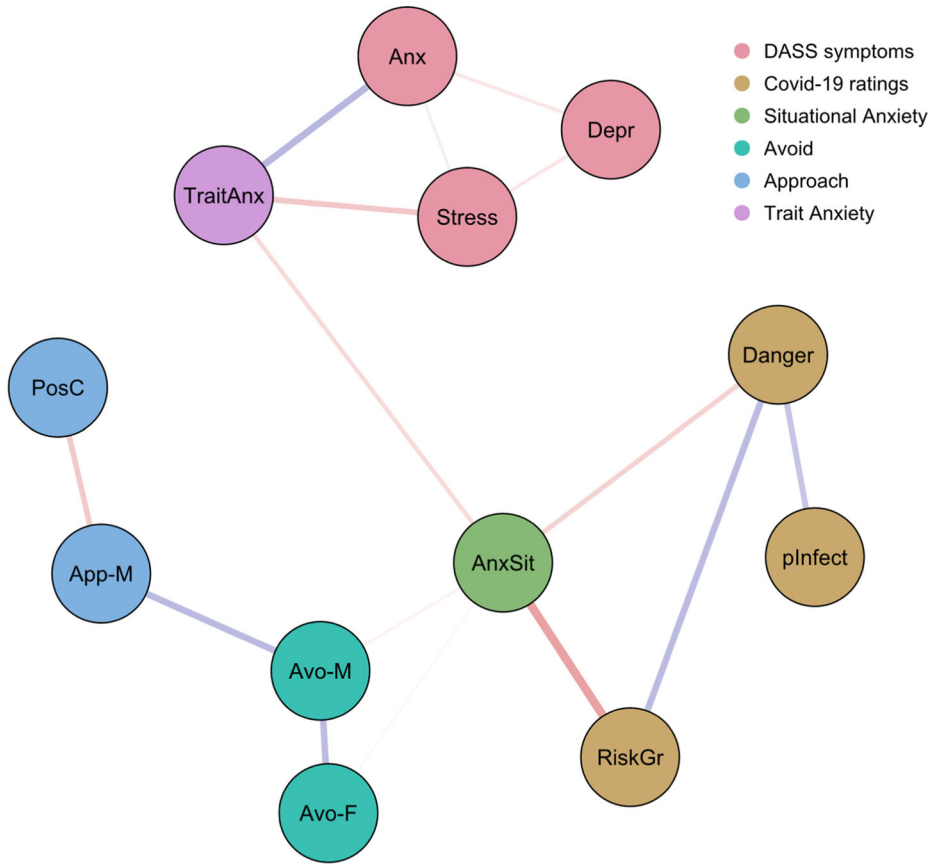 Anx
DASS symptoms
Covid-19 ratings
Situational Anxiety
Avoid
Approach
Trait Anxiety
Depr
TraitAnx
Stress
Danger
PosC
AnxSit
pInfect
App-M
Avo-M
RiskGr
Avo-F